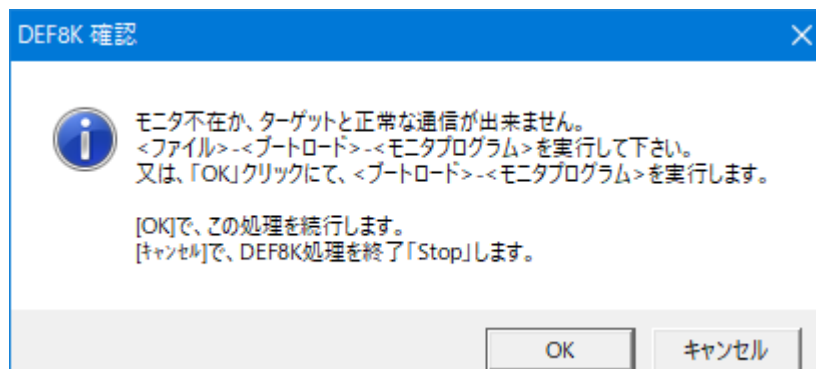 DEF8K 確認
モニタ不在か、ターゲットと正常な通信が出来ません。
<ファイル>-<ブートロード>-<モニタプログラム>を実行して下さい。
又は、「OK」クリックにて、<ブートロード>-<モニタプログラム>を実行します。
[OK]で、この処理を続行します。
[ｷｬﾝｾﾙ]で、DEF8K処理を終了「Stop」します。
OK
キャンセル